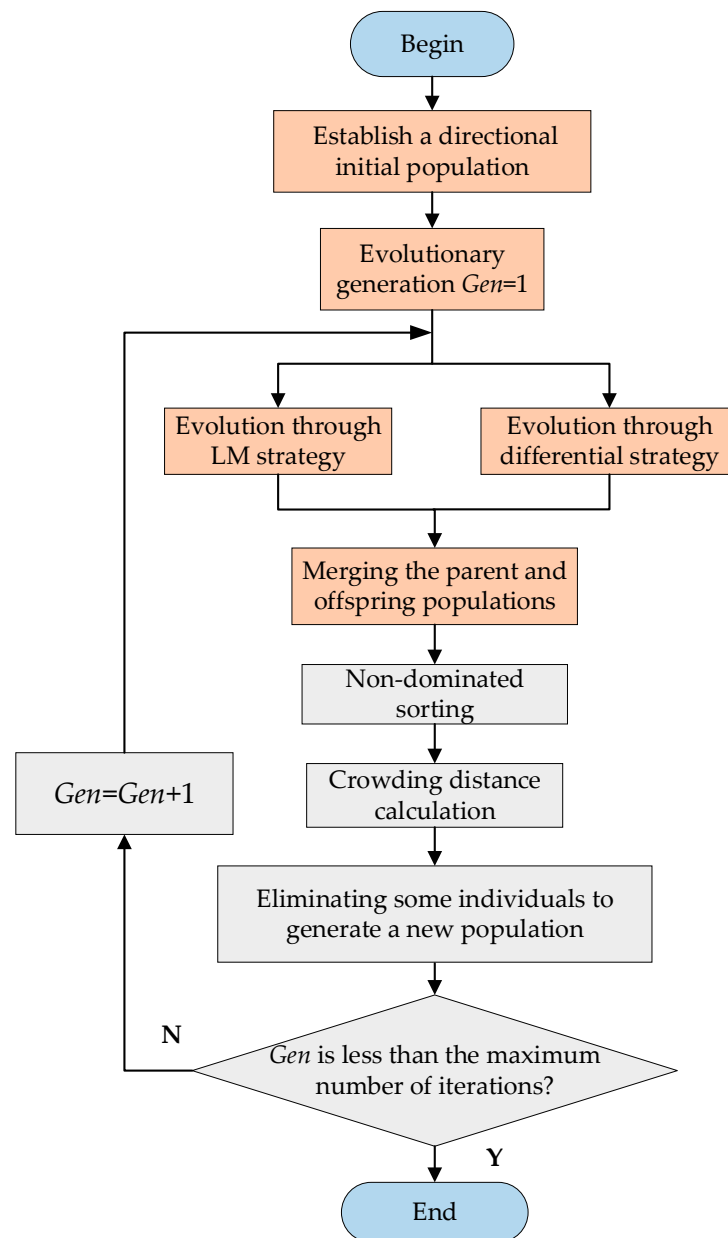 Begin
Establish a directional
initial population
Evolutionary
generation Gen=1
Evolution through
LM strategy
Evolution through
differential strategy
Merging the parent and
offspring populations
Non-dominated
sorting
Gen=Gen+1
Crowding distance
calculation
Eliminating some individuals to
generate a new population
N
Gen is less than the maximum
number of iterations?
Y
End